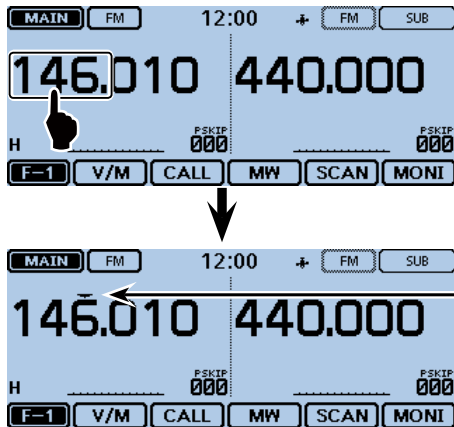 MAIN FM 12:00 FM SUB
146.010 440.000
PSKIP PSKIP
H 000 000
F-1 V/M CALL MW SCAN MONI
MAIN FM 12:00 FM SUB
146.010 440.000
PSKIP PSKIP
H 000 000
F-1 V/M CALL MW SCAN MONI